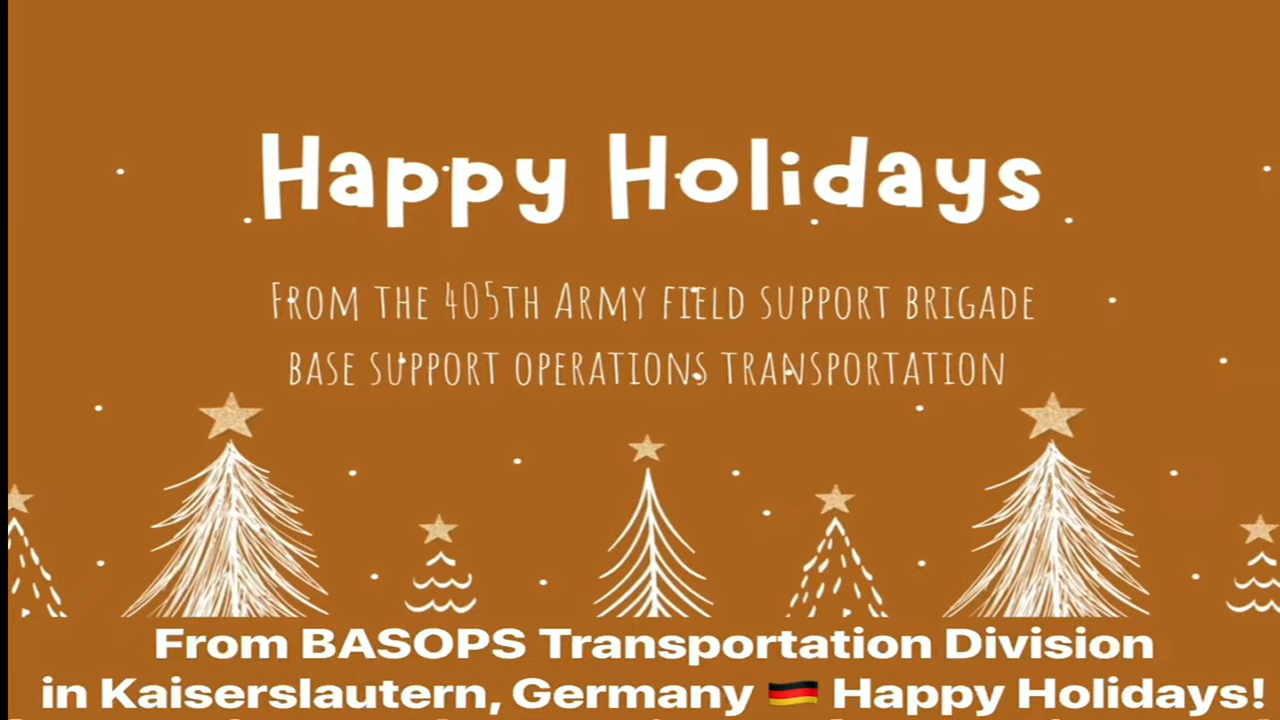 Happy Holidays
FROM THE 405TH ARMY FIELD SUPPORT BRIGADE
BASE SUPPORT OPERATIONS TRANSPORTATION
From BASOPS Transportation Division
in Kaiserslautern, Germany 🇩🇪 Happy Holidays!